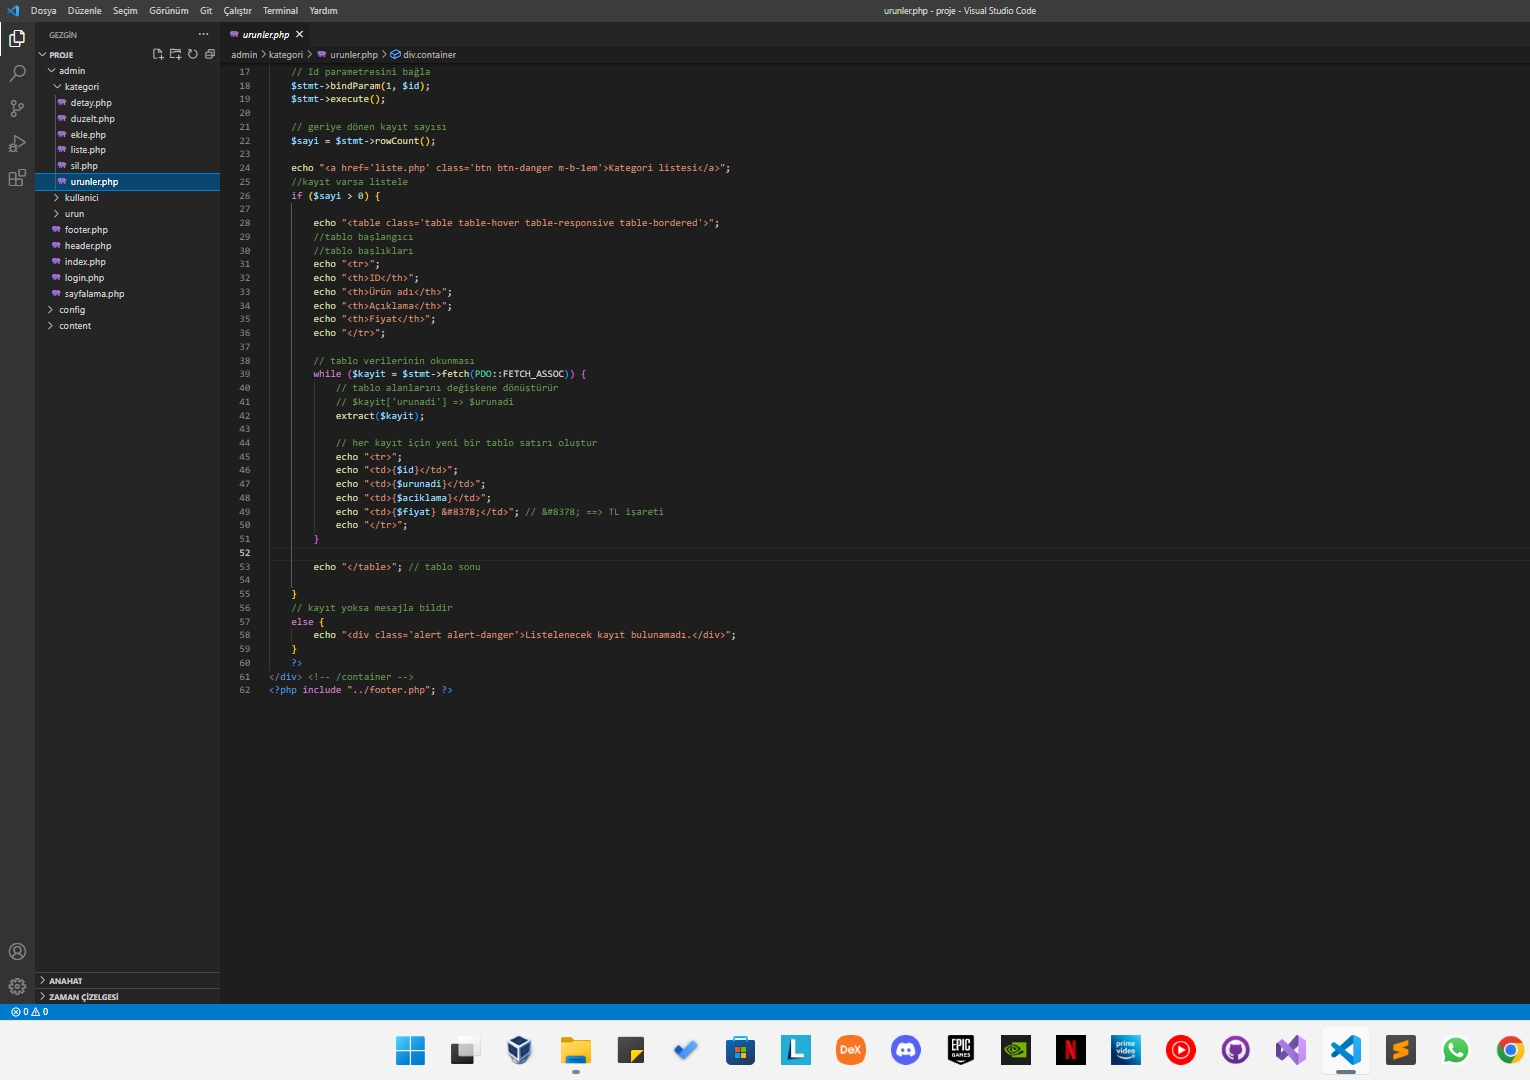 Dosya Düzenle Seçim Görünüm Git Çalıştır Terminal Yardım
urunler.php - proje - Visual Studio Code
GEZGİN
PROJE
admin
kategori
detay.php
duzelt.php
ekle.php
liste.php
sil.php
urunler.php
kullanici
urun
footer.php
header.php
index.php
login.php
sayfalama.php
config
content
ANAHAT
ZAMAN ÇİZELGESİ
0 0
urunler.php
admin > kategori > urunler.php > div.container
17 // Id parametresini bağla
18 $stmt->bindParam(1, $id);
19 $stmt->execute();
20
21 // geriye dönen kayıt sayısı
22 $sayi = $stmt->rowCount();
23
24 echo "<a href='liste.php' class='btn btn-danger m-b-1em'>Kategori listesi</a>";
25 //kayıt varsa listele
26 if ($sayi > 0) {
27
28 echo "<table class='table table-hover table-responsive table-bordered'>";
29 //tablo başlangıcı
30 //tablo başlıkları
31 echo "<tr>";
32 echo "<th>ID</th>";
33 echo "<th>Ürün adı</th>";
34 echo "<th>Açıklama</th>";
35 echo "<th>Fiyat</th>";
36 echo "</tr>";
37
38 // tablo verilerinin okunması
39 while ($kayit = $stmt->fetch(PDO::FETCH_ASSOC)) {
40 // tablo alanlarını değişkene dönüştürür
41 // $kayit['urunadi'] => $urunadi
42 extract($kayit);
43
44 // her kayıt için yeni bir tablo satırı oluştur
45 echo "<tr>";
46 echo "<td>{$id}</td>";
47 echo "<td>{$urunadi}</td>";
48 echo "<td>{$aciklama}</td>";
49 echo "<td>{$fiyat} &#8378;</td>"; // &#8378; ==> TL işareti
50 echo "</tr>";
51 }
52
53 echo "</table>"; // tablo sonu
54
55 }
56 // kayıt yoksa mesajla bildir
57 else {
58 echo "<div class='alert alert-danger'>Listelenecek kayıt bulunamadı.</div>";
59 }
60 ?>
61 </div> <!-- /container -->
62 <?php include "../footer.php"; ?>
L
DeX
EPIC GAMES
N
prime video
S